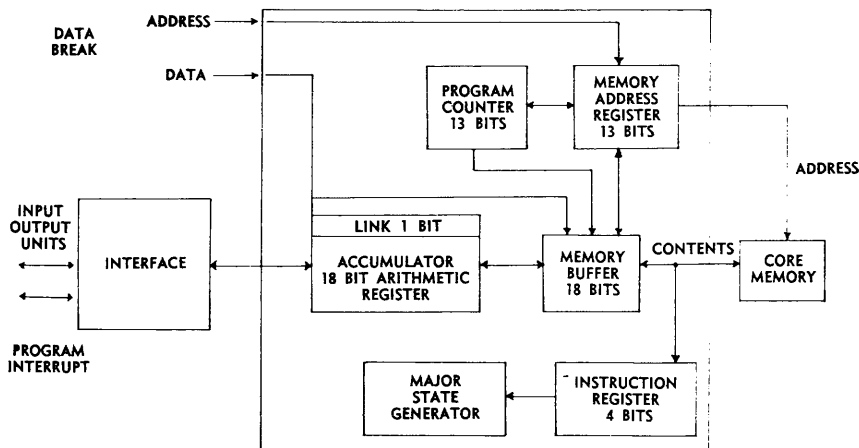 DATA
BREAK
ADDRESS
DATA
PROGRAM
COUNTER
13 BITS
MEMORY
ADDRESS
REGISTER
13 BITS
ADDRESS
INPUT
OUTPUT
UNITS
INTERFACE
LINK 1 BIT
ACCUMULATOR
18 BIT ARITHMETIC
REGISTER
MEMORY
BUFFER
18 BITS
CONTENTS
CORE
MEMORY
PROGRAM
INTERRUPT
MAJOR
STATE
GENERATOR
INSTRUCTION
REGISTER
4 BITS